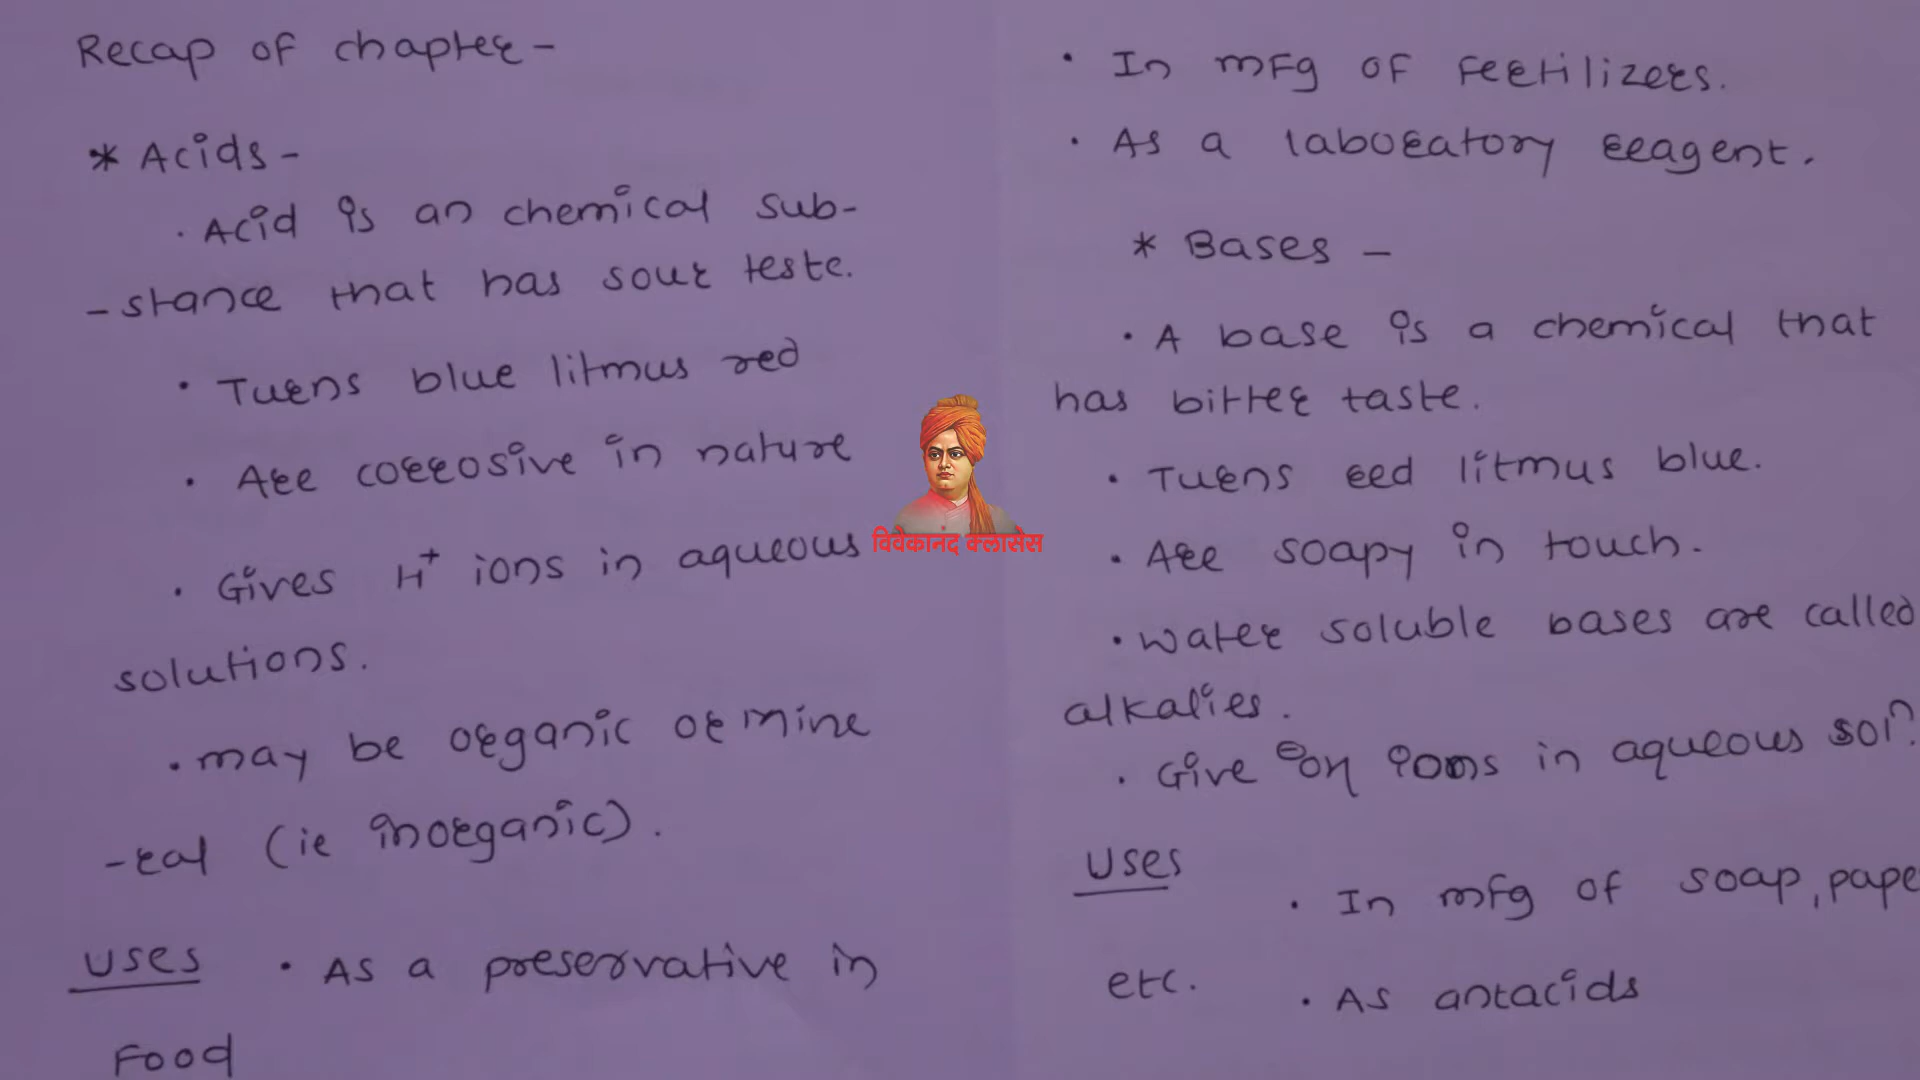 Recap of chapter-
* Acids-
· Acid is an chemical sub-
-stance that has sour teste.
· Turns blue litmus red
· Are corrosive in nature
· Gives H+ ions in aqueous
solutions.
· may be organic or mine
-ral (ie inorganic).
uses · As a preservative in
Food
· In mfg of fertilizers.
· As a laboratory reagent.
* Bases -
· A base is a chemical that
has bitter taste.
· Turns red litmus blue.
· Are soapy in touch.
· water soluble bases are called
alkalies.
· Give ⊖OH ions in aqueous solⁿ.
uses · In mfg of soap, pape
etc. · As antacids
विवेकानंद क्लासेस